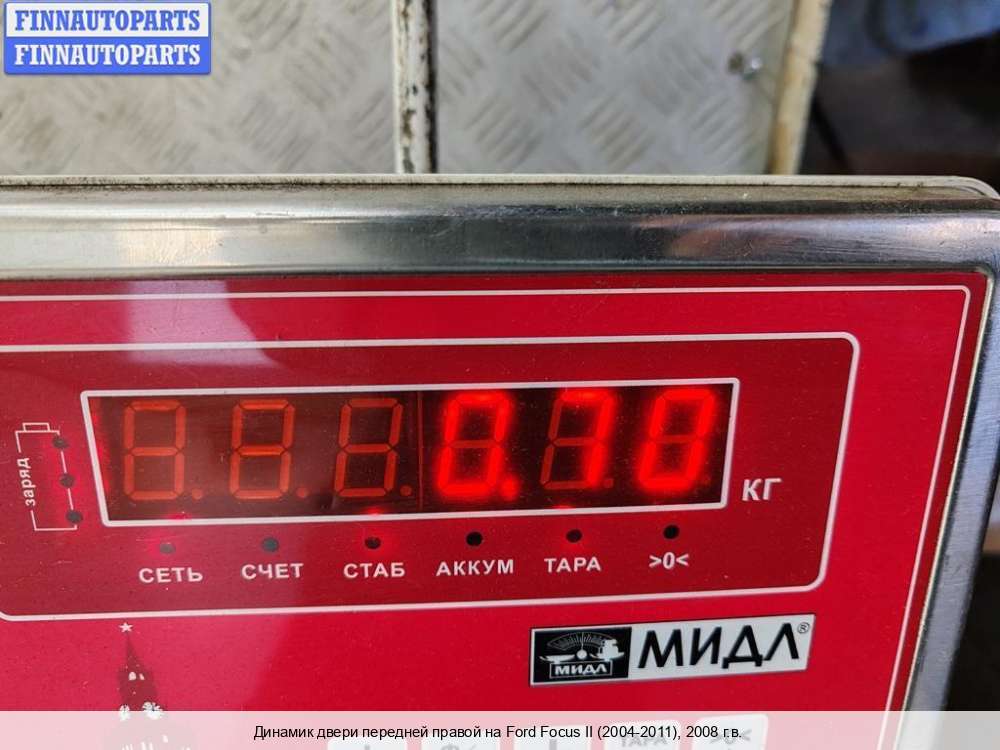 FINNAUTOPARTS
FINNAUTOPARTS
заряд
0.70
КГ
СЕТЬ СЧЕТ СТАБ АККУМ ТАРА >0<
МИДЛ МИДЛ®
Динамик двери передней правой на Ford Focus II (2004-2011), 2008 г.в.